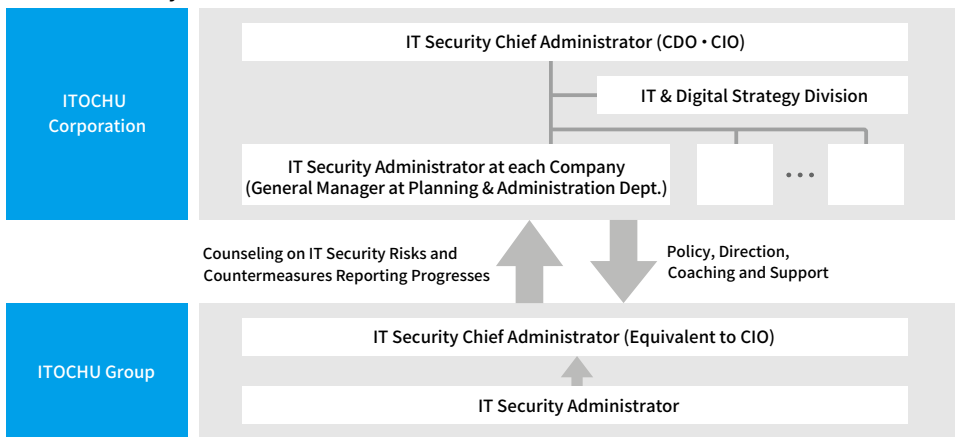 IT Security Chief Administrator (CDO・CIO)
ITOCHU
Corporation
IT & Digital Strategy Division
IT Security Administrator at each Company
(General Manager at Planning & Administration Dept.)
...
Counseling on IT Security Risks and
Countermeasures Reporting Progresses
Policy, Direction,
Coaching and Support
ITOCHU Group
IT Security Chief Administrator (Equivalent to CIO)
IT Security Administrator